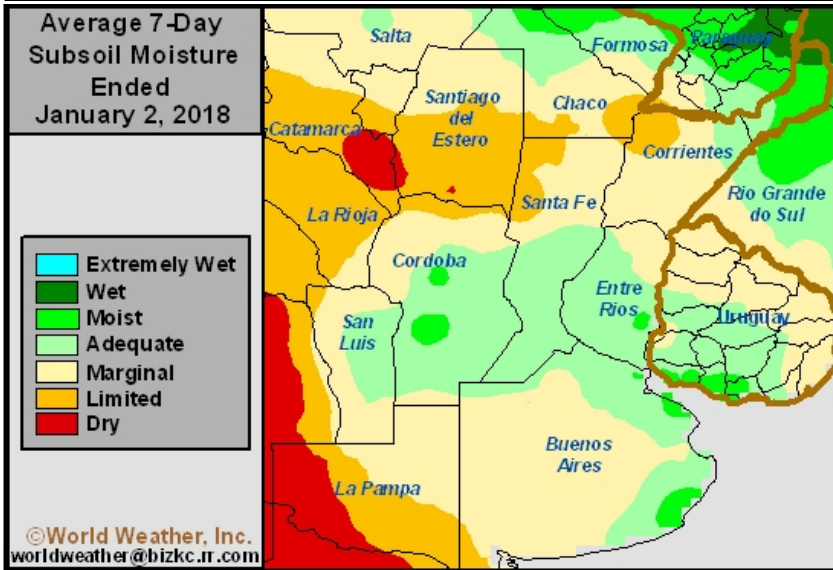 Average 7-Day
Subsoil Moisture
Ended
January 2, 2018
Extremely Wet
Wet
Moist
Adequate
Marginal
Limited
Dry
©World Weather, Inc.
worldweather@bizkc.rr.com
Salta
Formosa
Paraguay
Santiago
del
Estero
Chaco
Catamarca
Corrientes
La Rioja
Santa Fe
Rio Grande
do Sul
Cordoba
Entre
Rios
San
Luis
Uruguay
Buenos
Aires
La Pampa